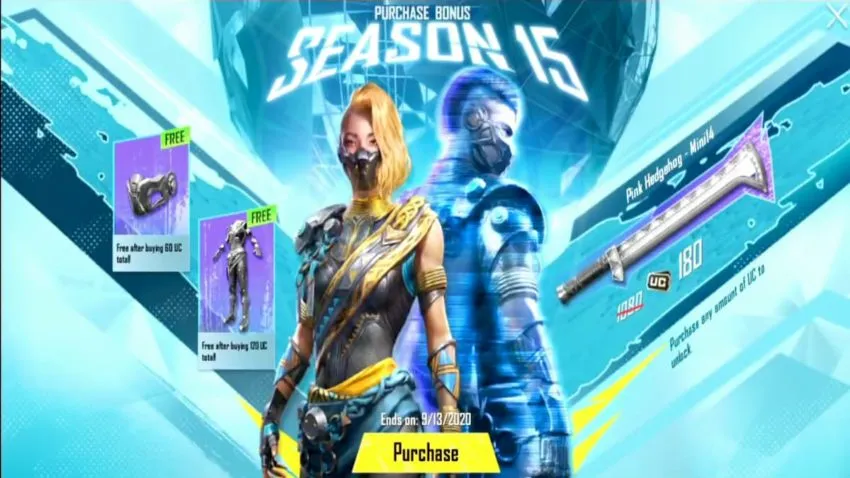 PURCHASE BONUS
SEASON 15
FREE
Free after buying 60 UC
total!
FREE
Free after buying 120 UC
total!
Pink Hedgehog - Mini14
1080
UC
180
Purchase any amount of UC to
unlock
Ends on: 9/13/2020
Purchase